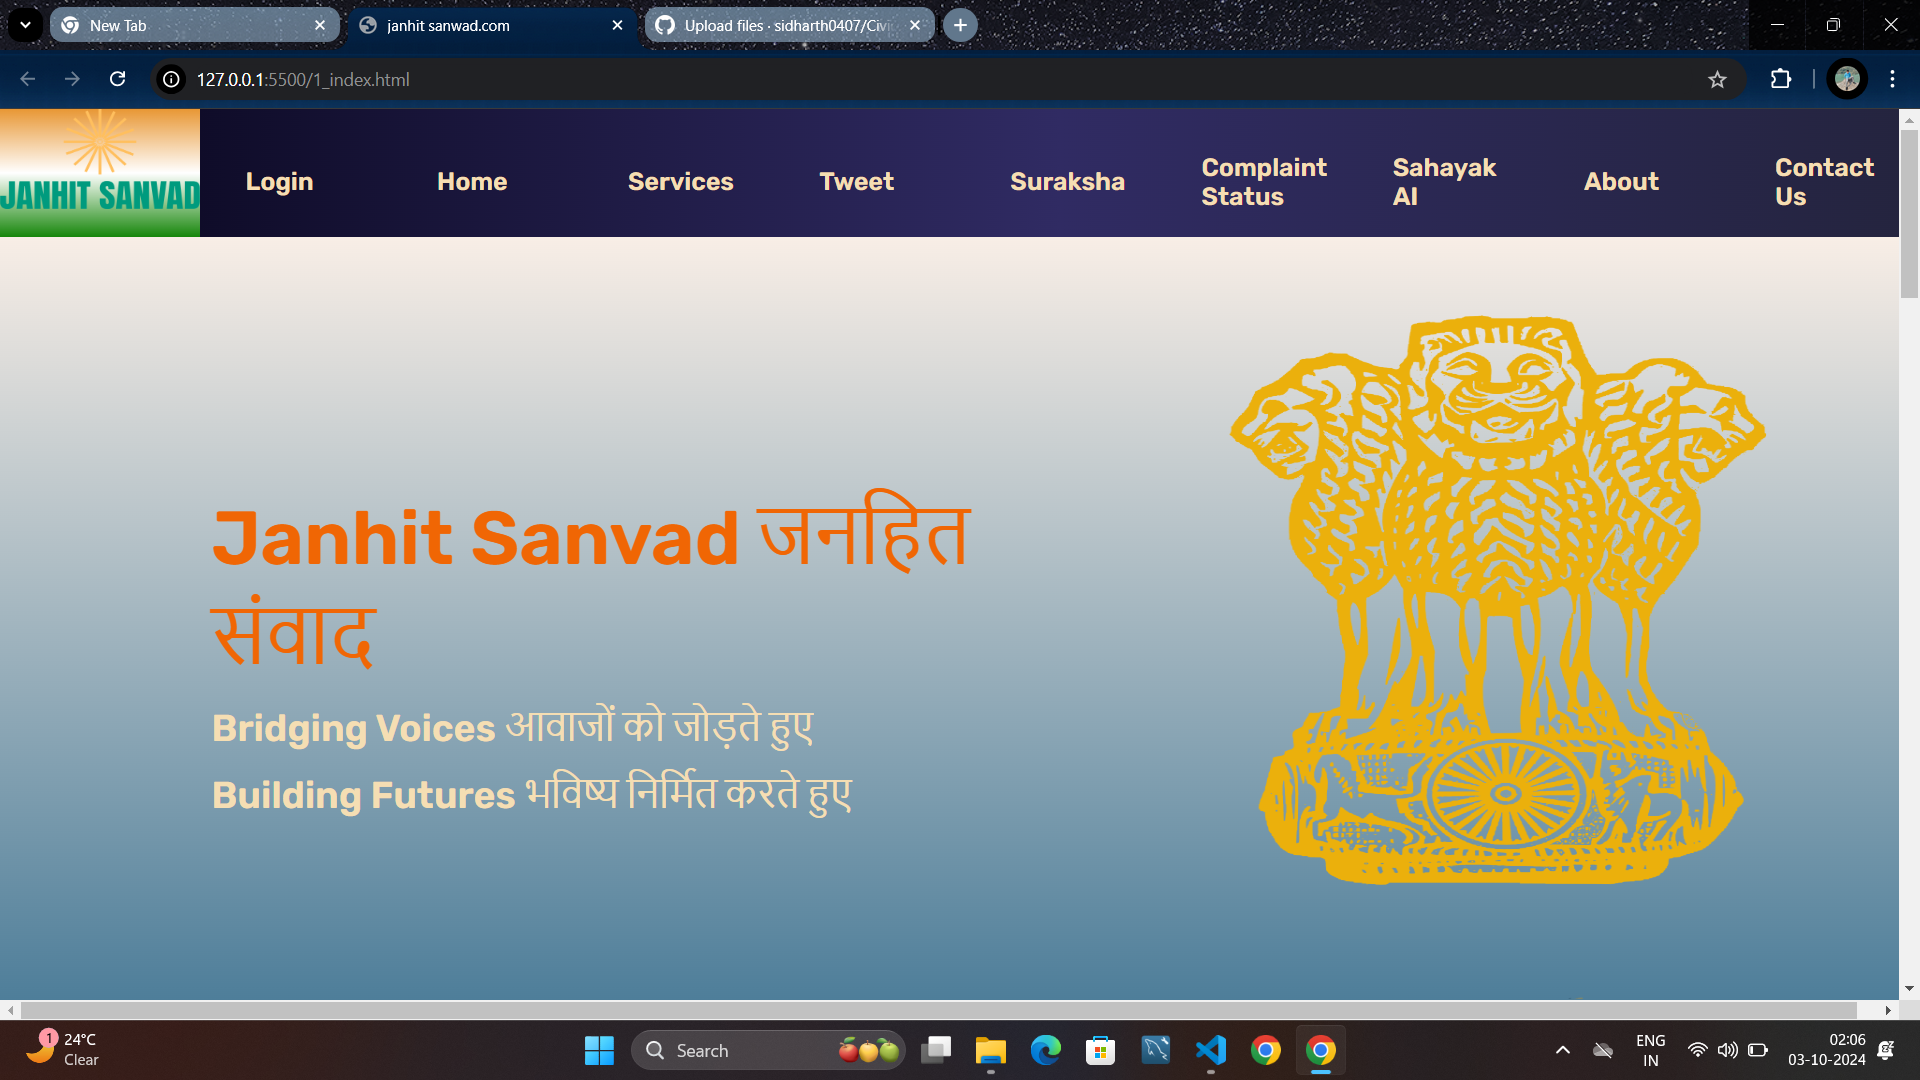 New Tab
janhit sanwad.com
Upload files · sidharth0407/Civi
127.0.0.1:5500/1_index.html
JANHIT SANVAD
Login
Home
Services
Tweet
Suraksha
Complaint
Status
Sahayak
AI
About
Contact
Us
Janhit Sanvad जनहित
संवाद
Bridging Voices आवाजों को जोड़ते हुए
Building Futures भविष्य निर्मित करते हुए
1
24°C
Clear
Search
ENG
IN
02:06
03-10-2024